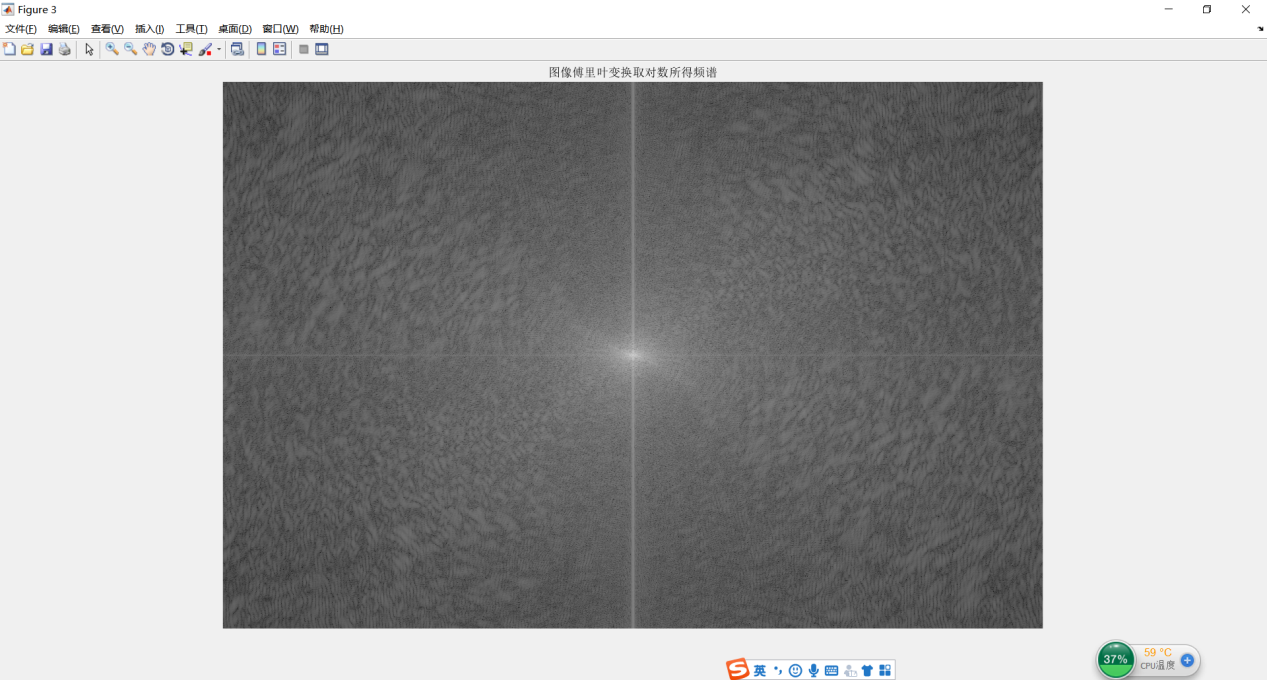 Figure 3
文件(F) 编辑(E) 查看(V) 插入(I) 工具(T) 桌面(D) 窗口(W) 帮助(H)
图像傅里叶变换取对数所得频谱
37%
59 °C
CPU温度
S 英